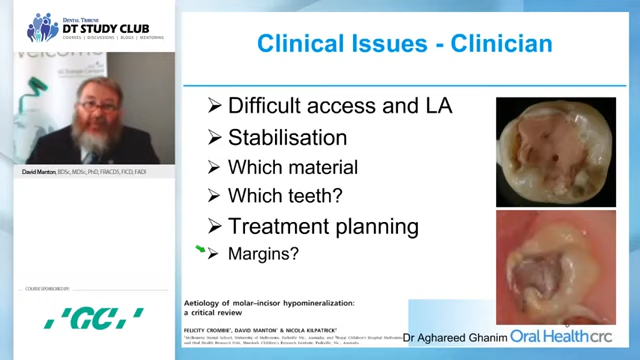 DENTAL TRIBUNE
DT STUDY CLUB
COURSES | DISCUSSIONS | BLOGS | MENTORING
David Manton, BDSc, MDSc, PhD, FRACDS, FICD, FADI
COURSE SPONSORED BY:
GC
Clinical Issues - Clinician
Difficult access and LA
Stabilisation
Which material
Which teeth?
Treatment planning
Margins?
Aetiology of molar-incisor hypomineralization:
a critical review
FELICITY CROMBIE, DAVID MANTON & NICOLA KILPATRICK
Dr Aghareed Ghanim Oral Health crc